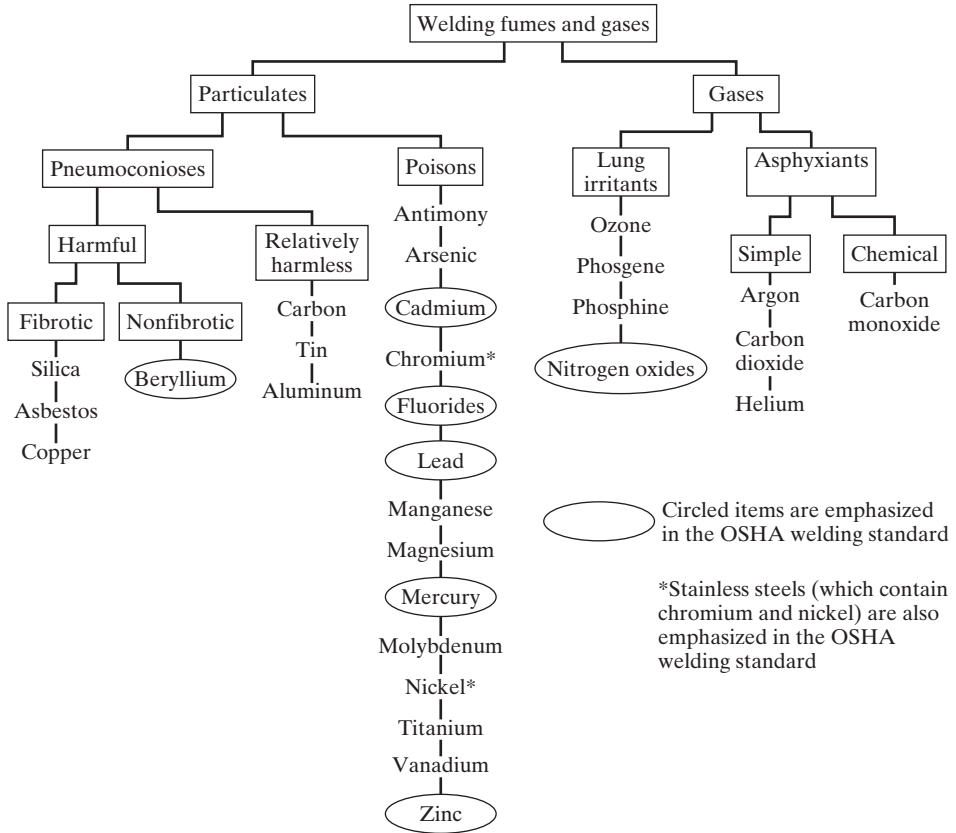 Welding fumes and gases
Particulates
Gases
Pneumoconioses
Poisons
Lung
irritants
Asphyxiants
Harmful
Relatively
harmless
Fibrotic
Nonfibrotic
Silica
Asbestos
Copper
Beryllium
Carbon
Tin
Aluminum
Antimony
Arsenic
Cadmium
Chromium*
Fluorides
Lead
Manganese
Magnesium
Mercury
Molybdenum
Nickel*
Titanium
Vanadium
Zinc
Ozone
Phosgene
Phosphine
Nitrogen oxides
Simple
Chemical
Argon
Carbon
dioxide
Helium
Carbon
monoxide
Circled items are emphasized
in the OSHA welding standard
*Stainless steels (which contain
chromium and nickel) are also
emphasized in the OSHA
welding standard